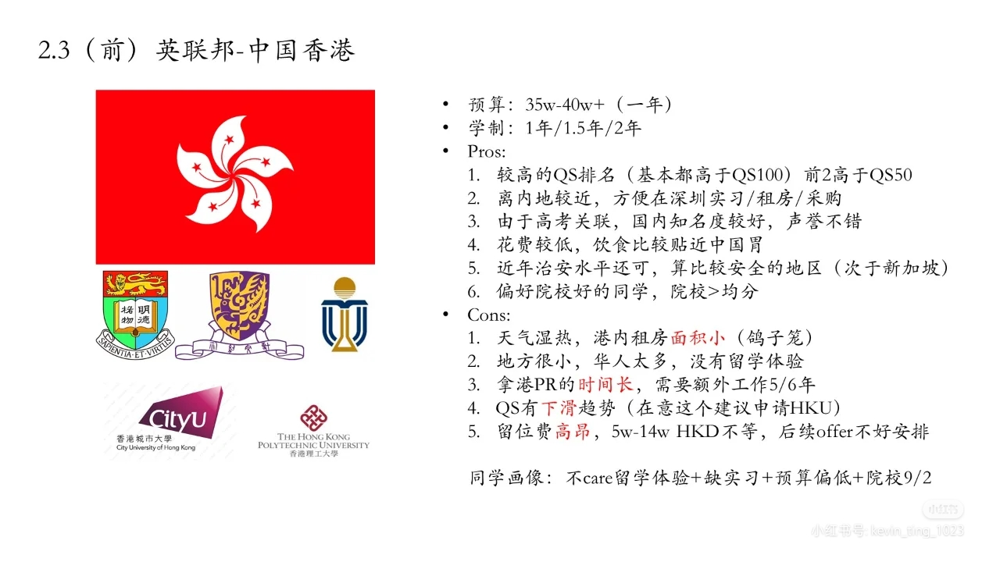 2.3（前）英联邦-中国香港
• 预算：35w-40w+（一年）
• 学制：1年/1.5年/2年
• Pros:
1. 较高的QS排名（基本都高于QS100）前2高于QS50
2. 离内地较近，方便在深圳实习/租房/采购
3. 由于高考关联，国内知名度较好，声誉不错
4. 花费较低，饮食比较贴近中国胃
5. 近年治安水平还可，算比较安全的地区（次于新加坡）
6. 偏好院校好的同学，院校>均分
• Cons:
1. 天气湿热，港内租房面积小（鸽子笼）
2. 地方很小，华人太多，没有留学体验
3. 拿港PR的时间长，需要额外工作5/6年
4. QS有下滑趋势（在意这个建议申请HKU）
5. 留位费高昂，5w-14w HKD不等，后续offer不好安排
同学画像：不care留学体验+缺实习+预算偏低+院校9/2
明德
格物
SAPIENTIA·ET·VIRTUS
CityU
香港城市大學
City University of Hong Kong
THE HONG KONG
POLYTECHNIC UNIVERSITY
香港理工大學
小红书
小红书号: kevin_ting_1023